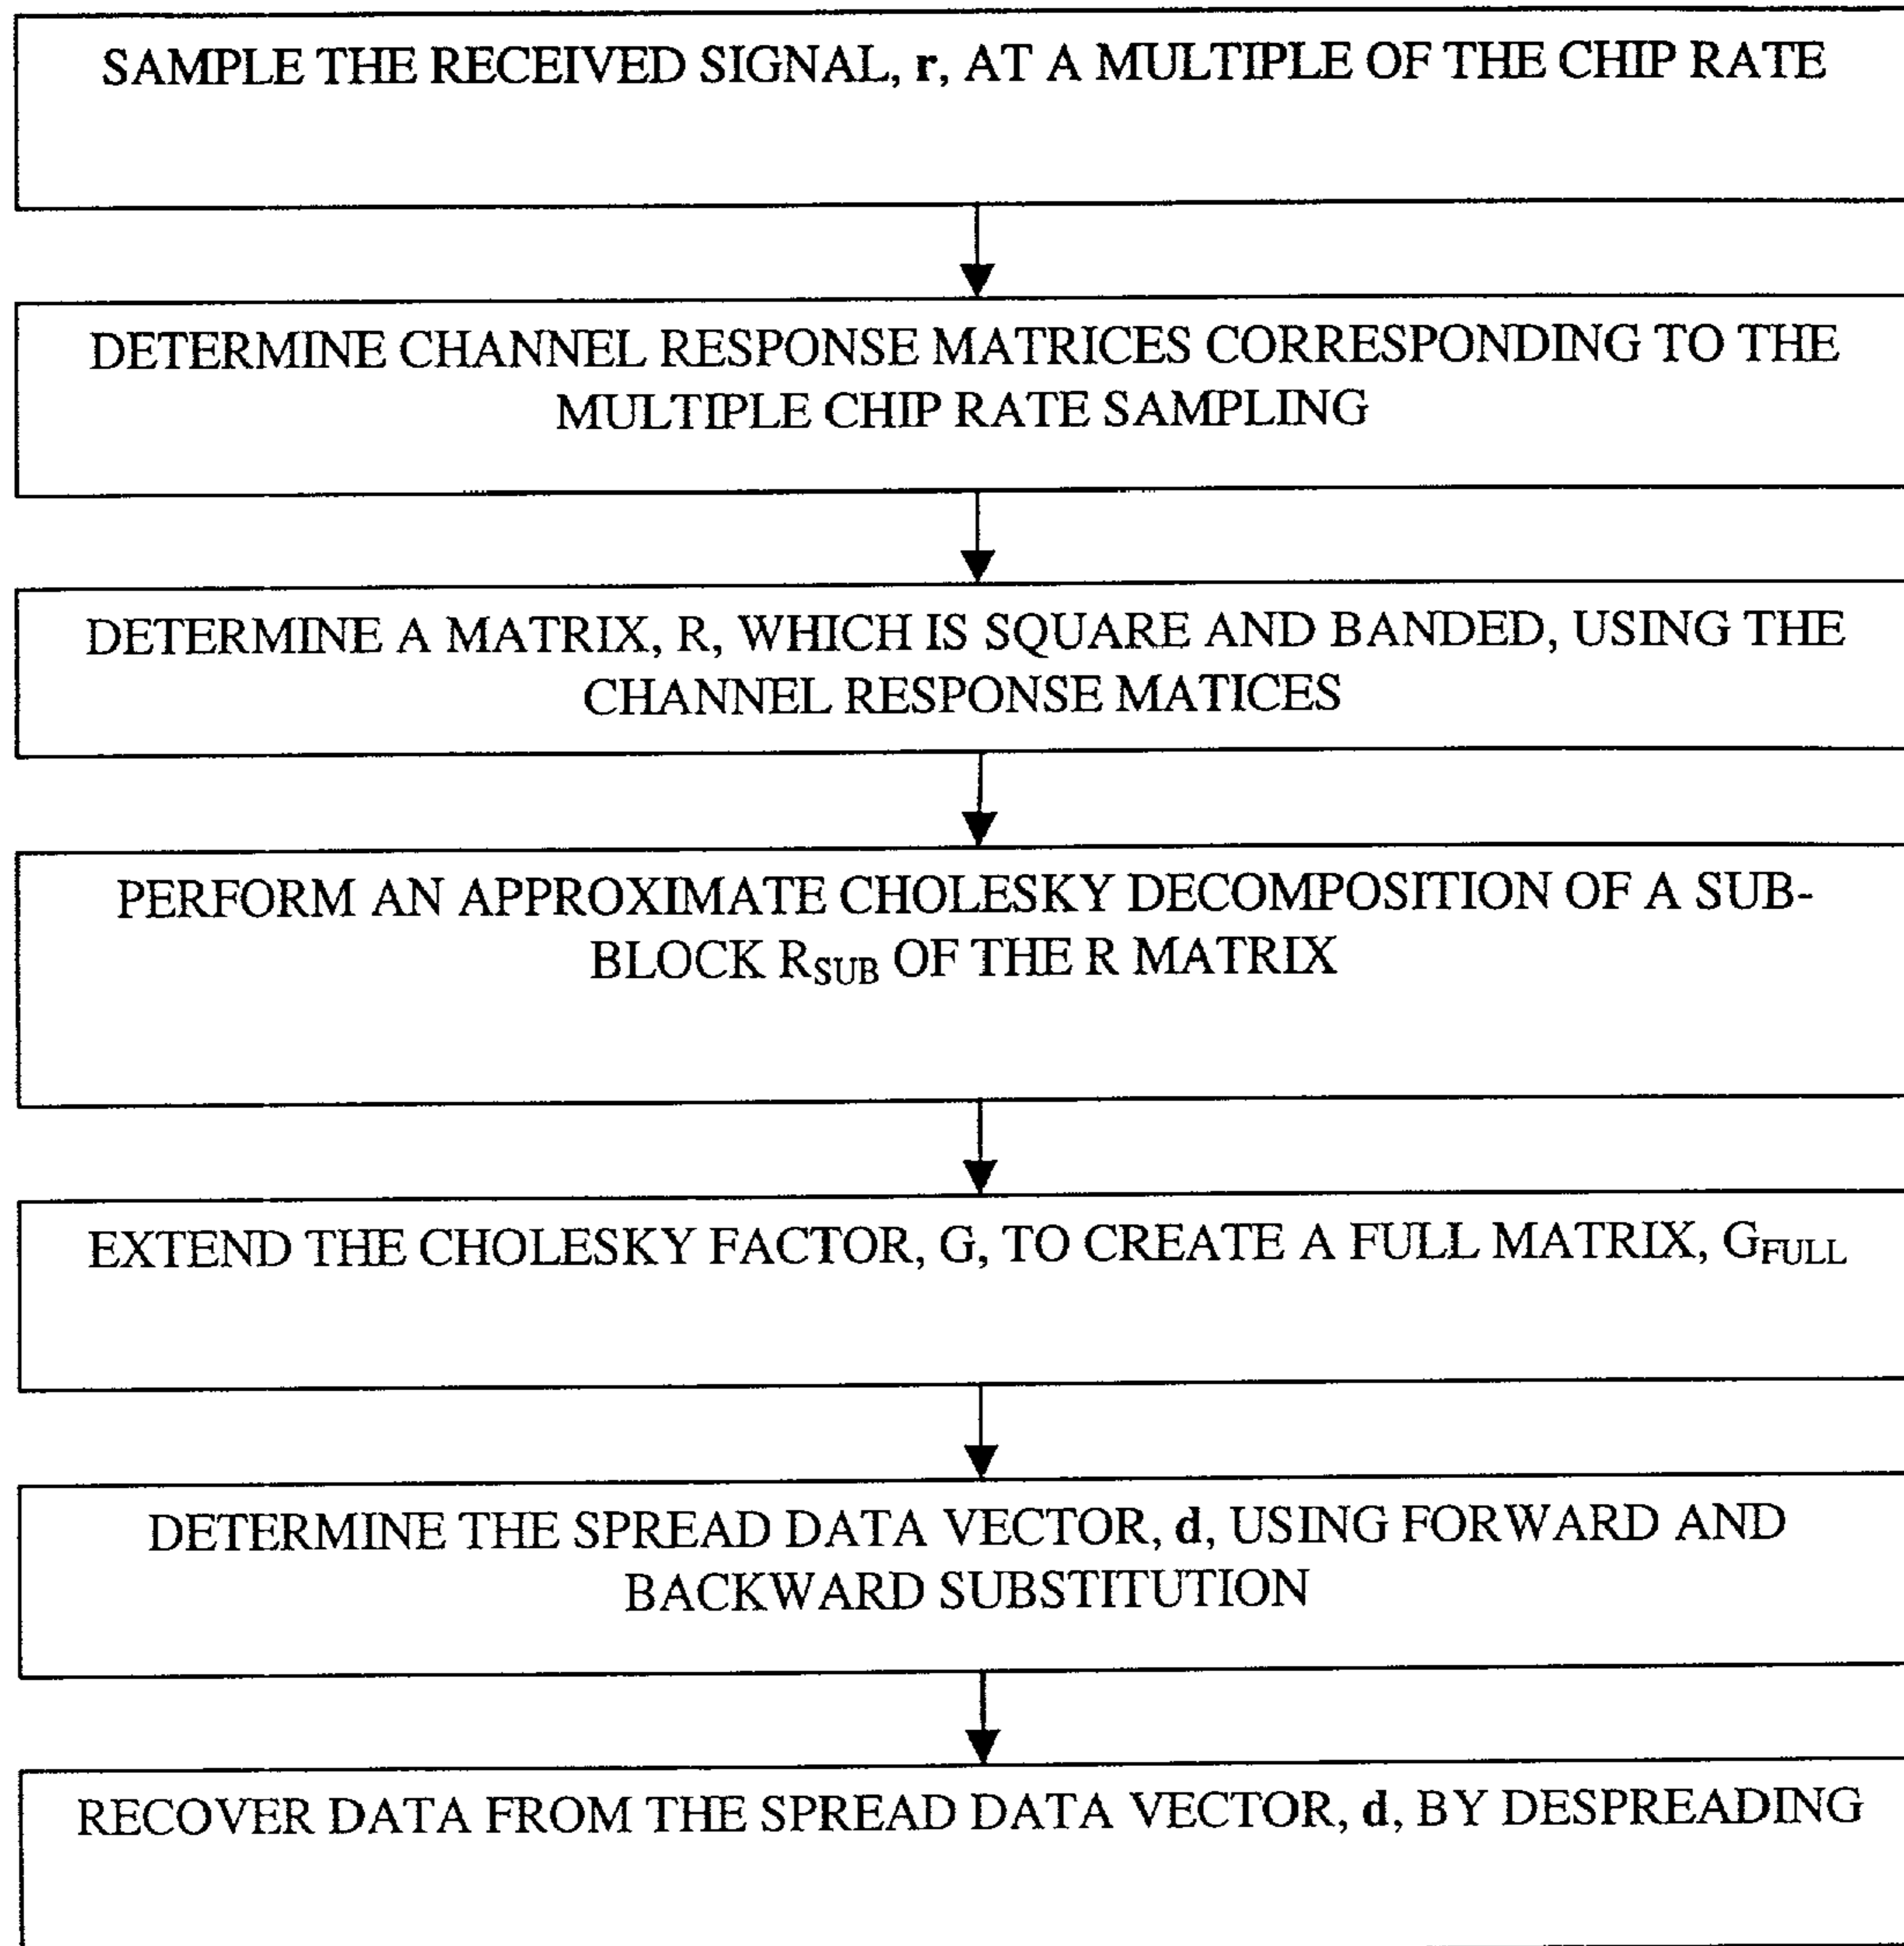 SAMPLE THE RECEIVED SIGNAL, r, AT A MULTIPLE OF THE CHIP RATE
DETERMINE CHANNEL RESPONSE MATRICES CORRESPONDING TO THE
MULTIPLE CHIP RATE SAMPLING
DETERMINE A MATRIX, R, WHICH IS SQUARE AND BANDED, USING THE
CHANNEL RESPONSE MATICES
PERFORM AN APPROXIMATE CHOLESKY DECOMPOSITION OF A SUB-
BLOCK RSUB OF THE R MATRIX
EXTEND THE CHOLESKY FACTOR, G, TO CREATE A FULL MATRIX, GFULL
DETERMINE THE SPREAD DATA VECTOR, d, USING FORWARD AND
BACKWARD SUBSTITUTION
RECOVER DATA FROM THE SPREAD DATA VECTOR, d, BY DESPREADING